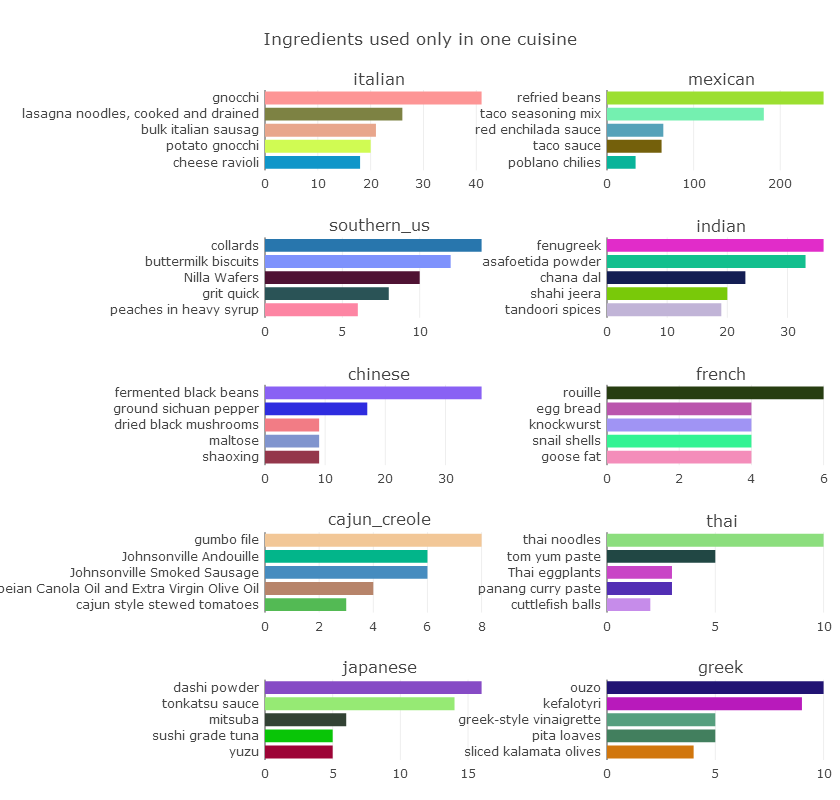 Ingredients used only in one cuisine
italian
gnocchi
lasagna noodles, cooked and drained
bulk italian sausag
potato gnocchi
cheese ravioli
0 10 20 30 40
mexican
refried beans
taco seasoning mix
red enchilada sauce
taco sauce
poblano chilies
0 100 200
southern_us
collards
buttermilk biscuits
Nilla Wafers
grit quick
peaches in heavy syrup
0 5 10
indian
fenugreek
asafoetida powder
chana dal
shahi jeera
tandoori spices
0 10 20 30
chinese
fermented black beans
ground sichuan pepper
dried black mushrooms
maltose
shaoxing
0 10 20 30
french
rouille
egg bread
knockwurst
snail shells
goose fat
0 2 4 6
cajun_creole
gumbo file
Johnsonville Andouille
Johnsonville Smoked Sausage
Canola Oil and Extra Virgin Olive Oil
cajun style stewed tomatoes
0 2 4 6 8
thai
thai noodles
tom yum paste
Thai eggplants
panang curry paste
cuttlefish balls
0 5 10
japanese
dashi powder
tonkatsu sauce
mitsuba
sushi grade tuna
yuzu
0 5 10 15
greek
ouzo
kefalotyri
greek-style vinaigrette
pita loaves
sliced kalamata olives
0 5 10